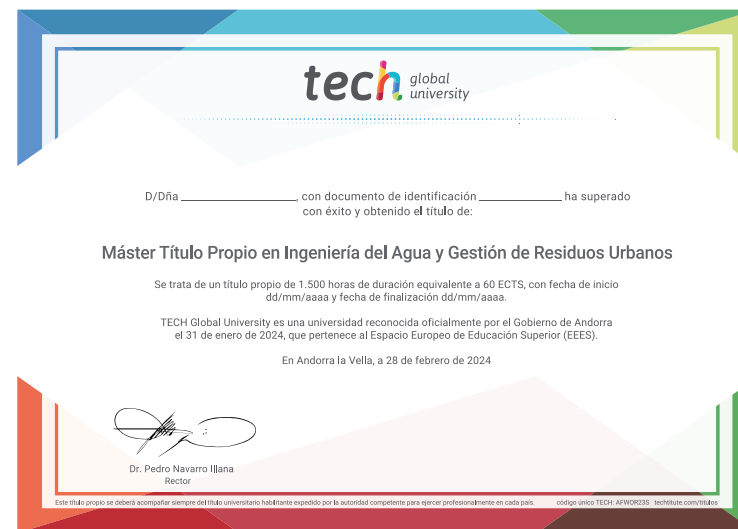 tech global university
D/Dña ____________, con documento de identificación ____________ ha superado
con éxito y obtenido el título de:
Máster Título Propio en Ingeniería del Agua y Gestión de Residuos Urbanos
Se trata de un título propio de 1.500 horas de duración equivalente a 60 ECTS, con fecha de inicio
dd/mm/aaaa y fecha de finalización dd/mm/aaaa.
TECH Global University es una universidad reconocida oficialmente por el Gobierno de Andorra
el 31 de enero de 2024, que pertenece al Espacio Europeo de Educación Superior (EEES).
En Andorra la Vella, a 28 de febrero de 2024
Dr. Pedro Navarro Illana
Rector
Este título propio se deberá acompañar siempre del título universitario habilitante expedido por la autoridad competente para ejercer profesionalmente en cada país. código único TECH: AFWOR23S techtitute.com/titulos